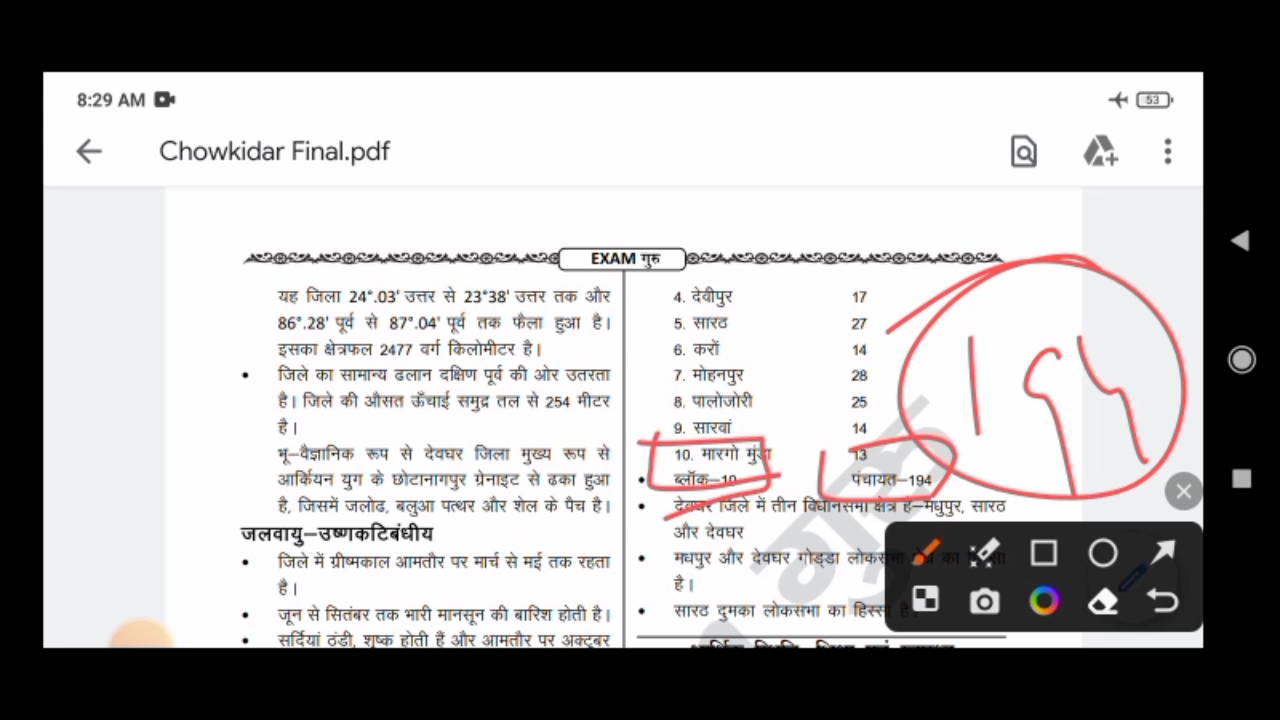 8:29 AM
53
Chowkidar Final.pdf
EXAM गुरु
यह जिला 24°.03' उत्तर से 23°38' उत्तर तक और
86°.28' पूर्व से 87°.04' पूर्व तक फैला हुआ है।
इसका क्षेत्रफल 2477 वर्ग किलोमीटर है।
• जिले का सामान्य ढलान दक्षिण पूर्व की ओर उतरता
है। जिले की औसत ऊँचाई समुद्र तल से 254 मीटर
है।
भू–वैज्ञानिक रूप से देवघर जिला मुख्य रूप से
आर्कियन युग के छोटानागपुर ग्रेनाइट से ढका हुआ
है, जिसमें जलोढ, बलुआ पत्थर और शेल के पैच है।
जलवायु–उष्णकटिबंधीय
• जिले में ग्रीष्मकाल आमतौर पर मार्च से मई तक रहता
है।
• जून से सितंबर तक भारी मानसून की बारिश होती है।
• सर्दियां ठंडी, शुष्क होती हैं और आमतौर पर अक्टूबर
4. देवीपुर 17
5. सारठ 27
6. करों 14
7. मोहनपुर 28
8. पालोजोरी 25
9. सारवां 14
10. मारगो मुंडा 13
• ब्लॉक–10 पंचायत–194
• देवघर जिले में तीन विधानसभा क्षेत्र है–मधुपुर, सारठ
और देवघर
• मधपुर और देवघर गोड्डा लोकसभा का
है।
• सारठ दुमका लोकसभा का हिस्सा है।
194